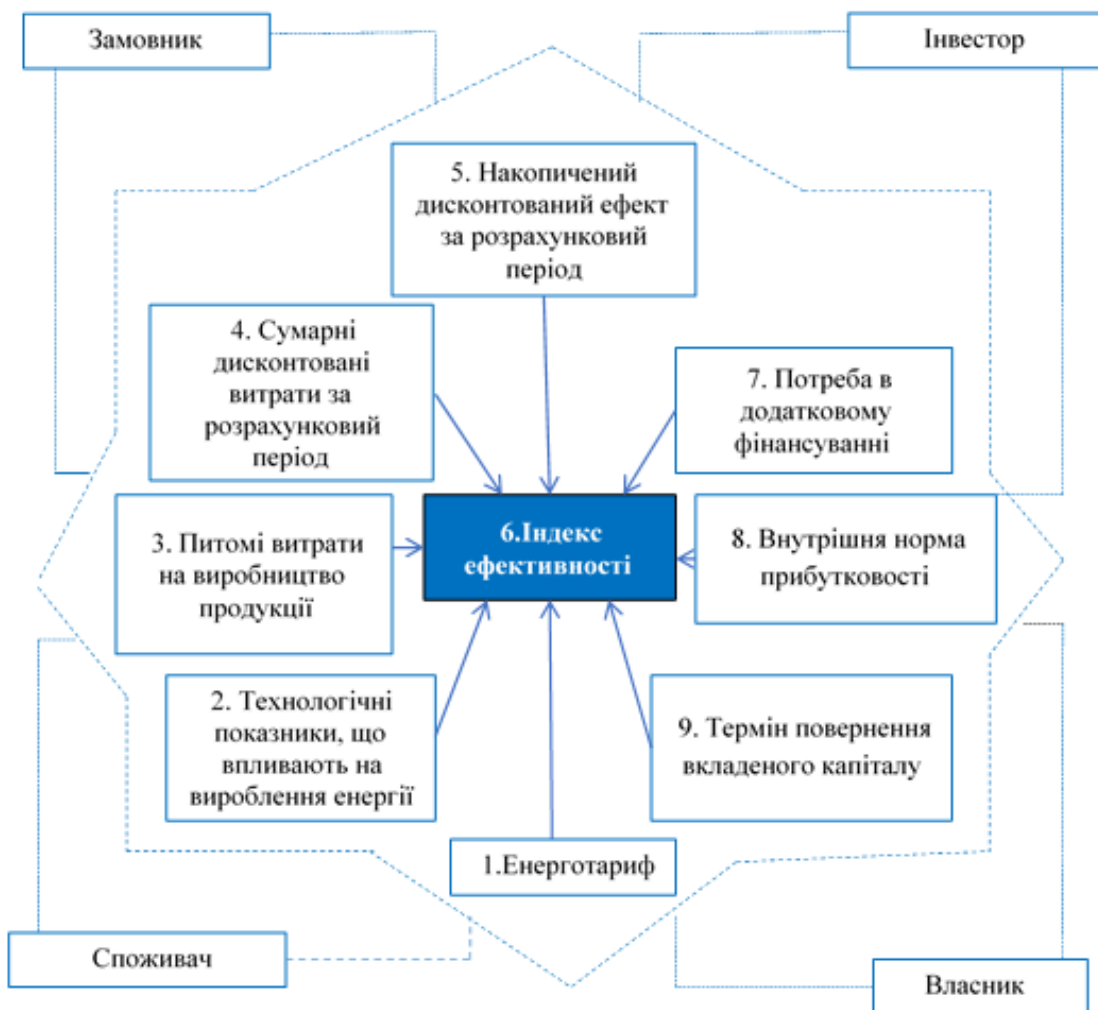 Замовник
Інвестор
5. Накопичений
дисконтований ефект
за розрахунковий
період
4. Сумарні
дисконтовані
витрати за
розрахунковий
період
7. Потреба в
додатковому
фінансуванні
3. Питомі витрати
на виробництво
продукції
6.Індекс
ефективності
8. Внутрішня норма
прибутковості
2. Технологічні
показники, що
впливають на
вироблення енергії
9. Термін повернення
вкладеного капіталу
1.Енерготариф
Споживач
Власник